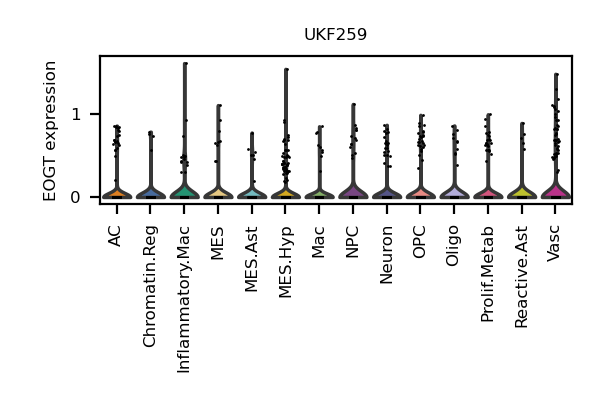 UKF259
EOGT expression
1
0
AC
Chromatin.Reg
Inflammatory.Mac
MES
MES.Ast
MES.Hyp
Mac
NPC
Neuron
OPC
Oligo
Prolif.Metab
Reactive.Ast
Vasc